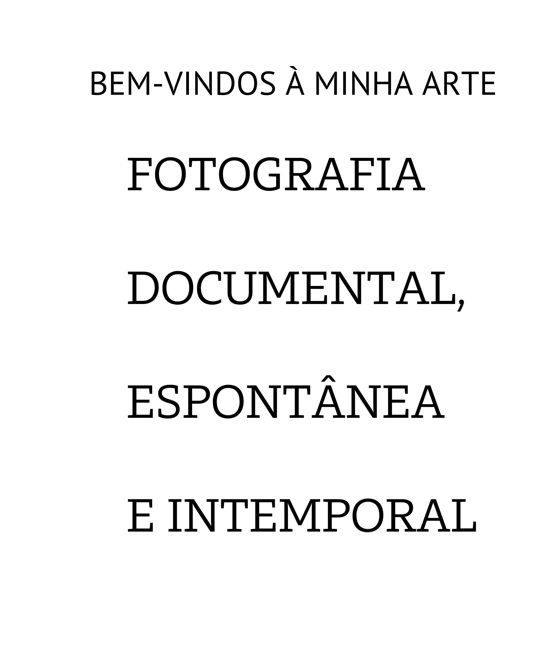 BEM-VINDOS À MINHA ARTE
FOTOGRAFIA
DOCUMENTAL,
ESPONTÂNEA
E INTEMPORAL